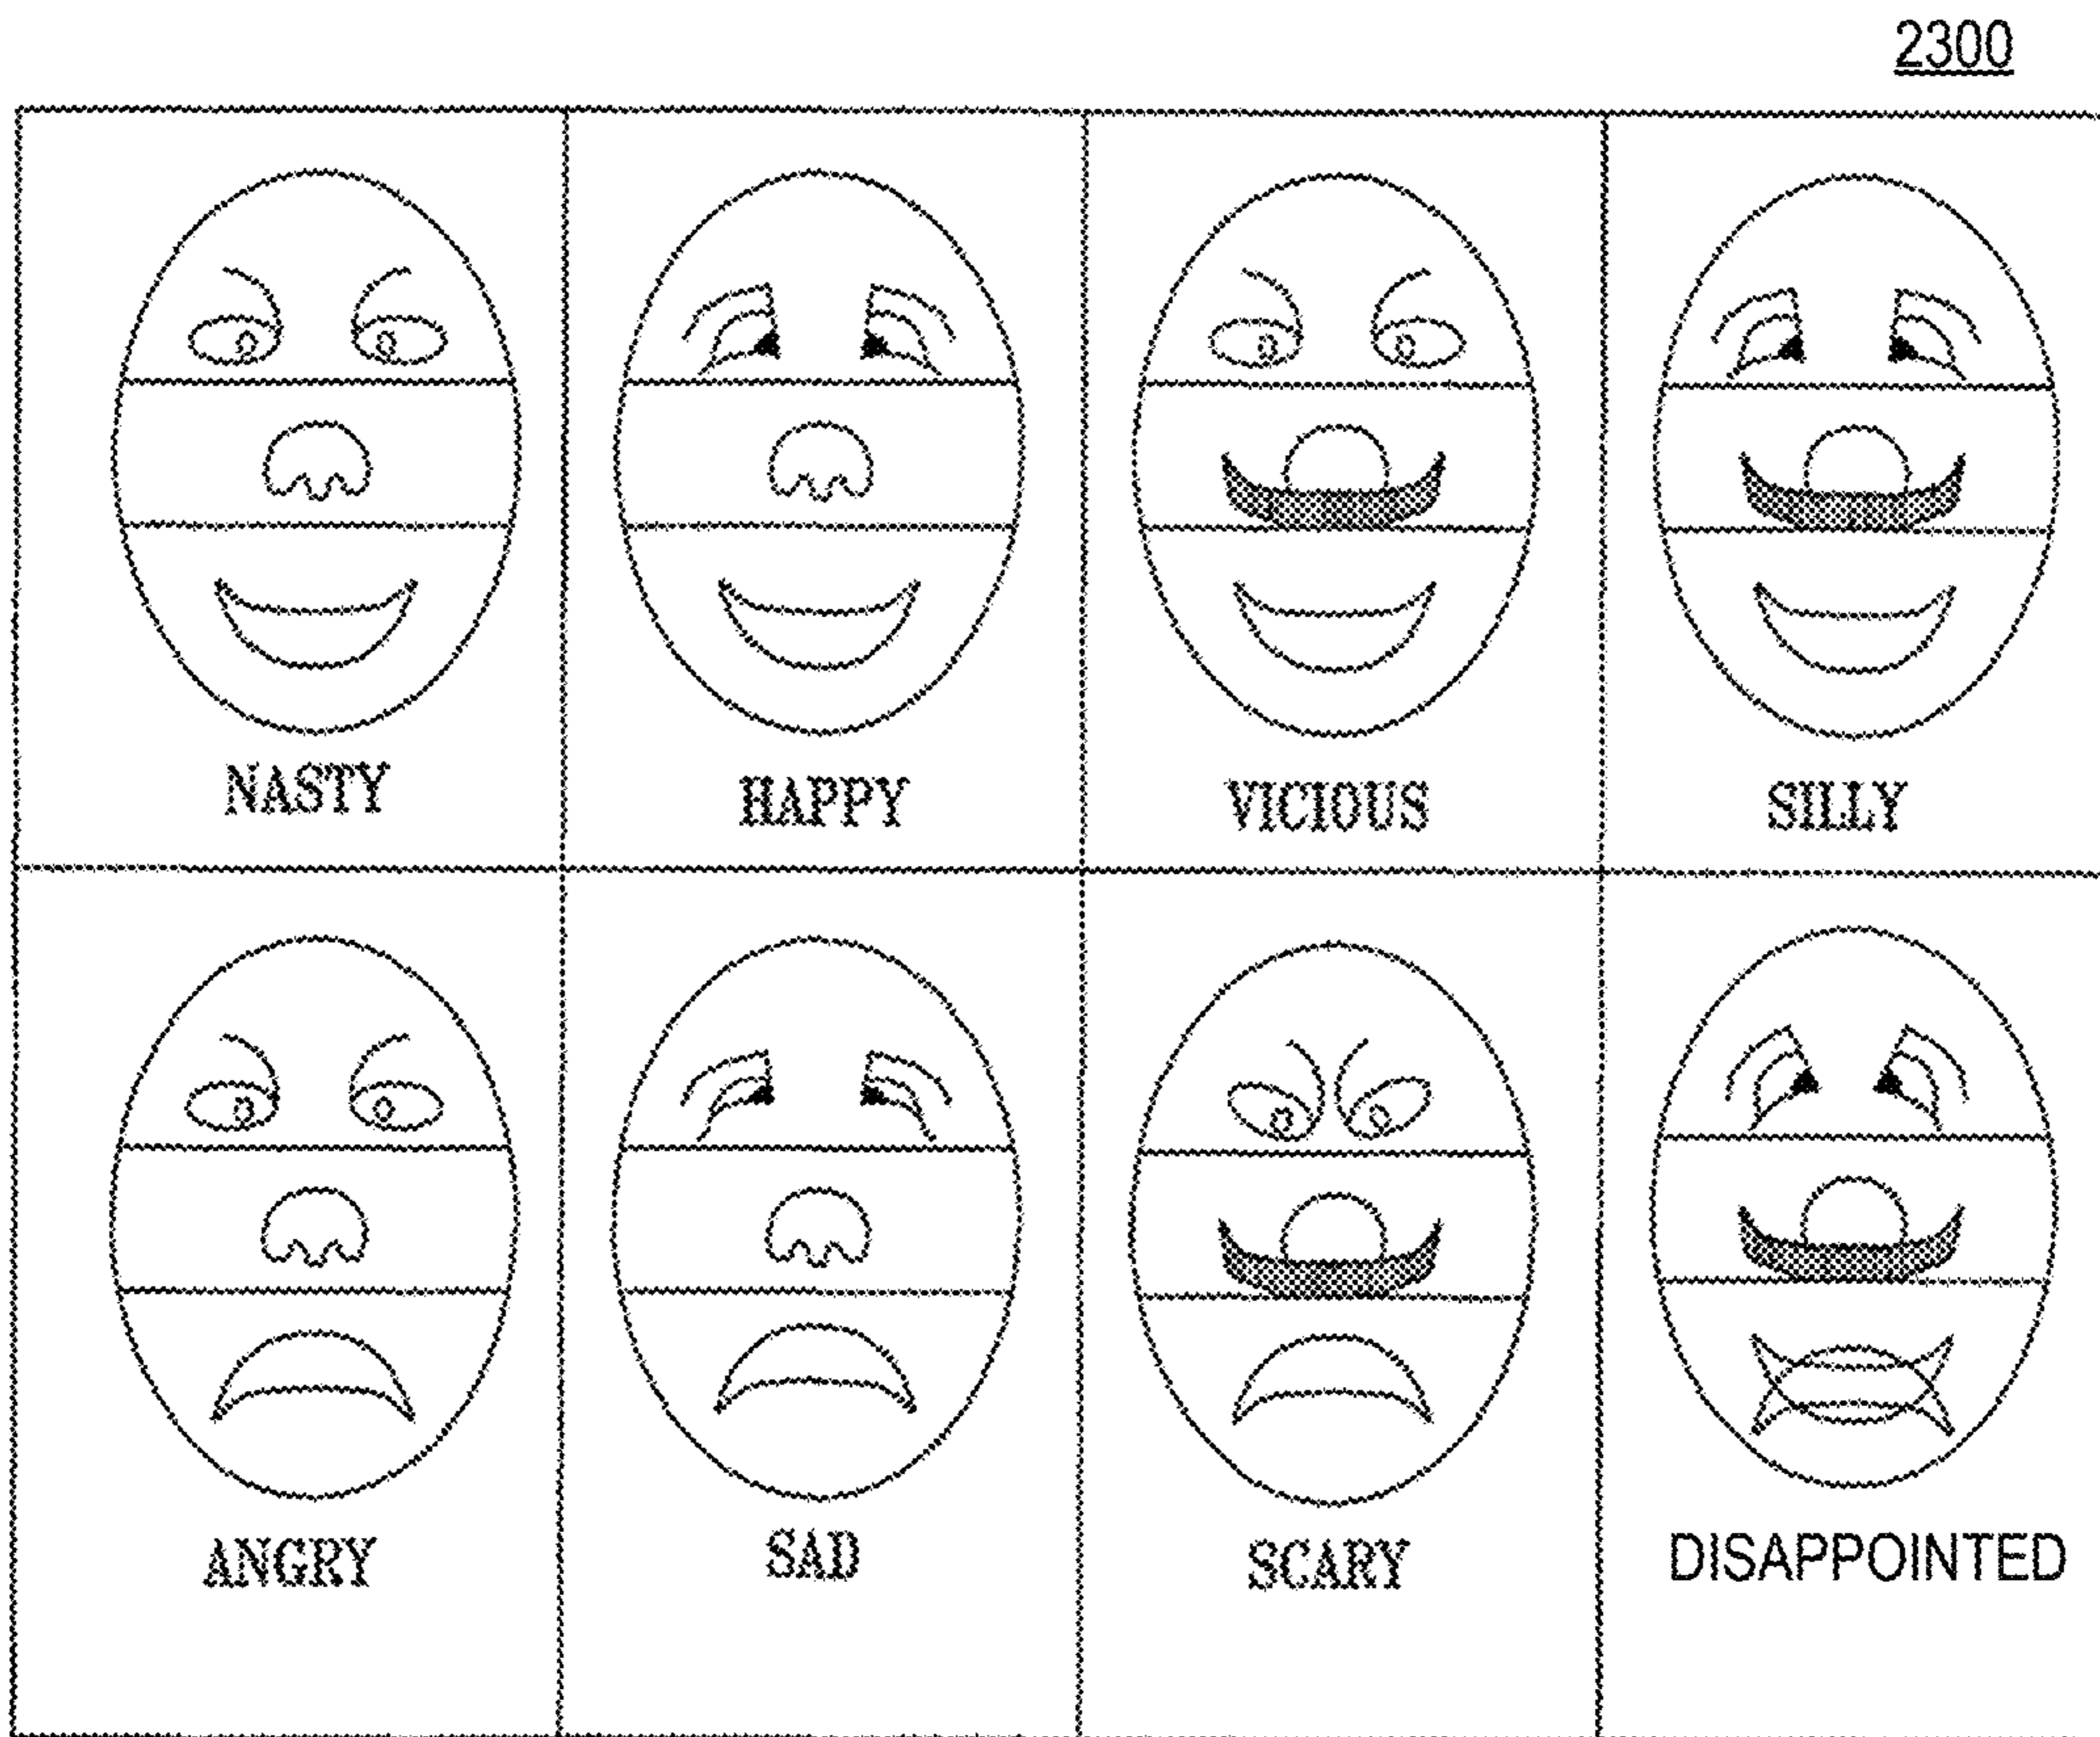 2300
NASTY
HAPPY
VICIOUS
SILLY
ANGRY
SAD
SCARY
DISAPPOINTED